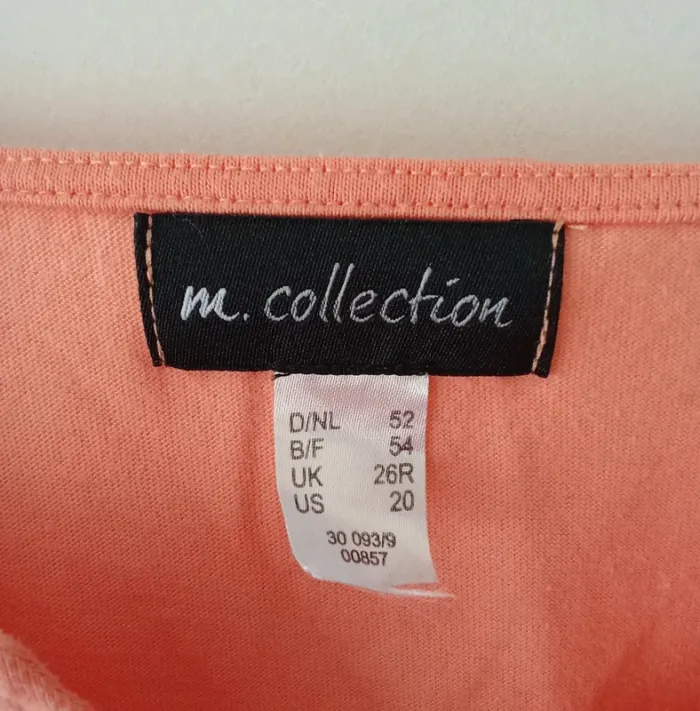 m. collection
D/NL 52
B/F 54
UK 26R
US 20
30 093/9
00857